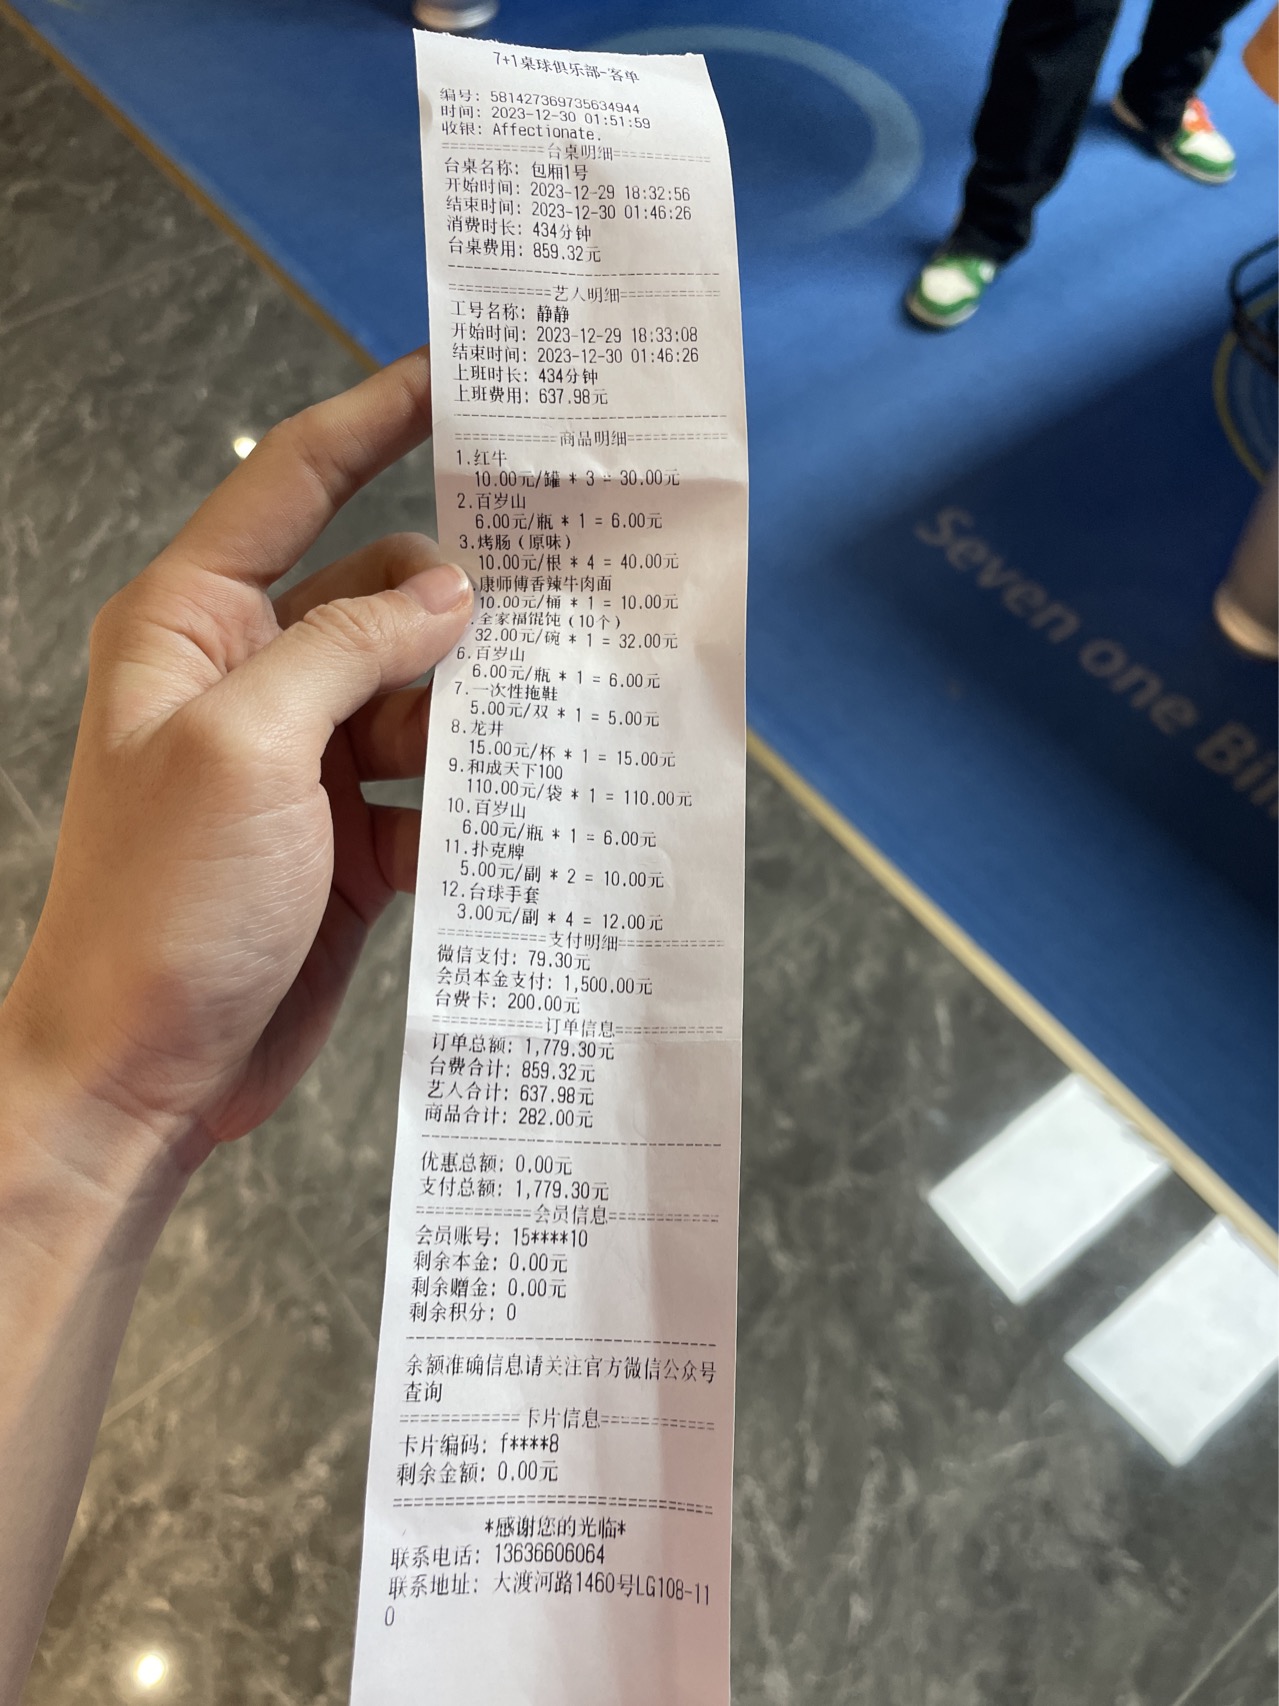 7+1桌球俱乐部-客单
编号: 581427369735634944
时间: 2023-12-30 01:51:59
收银: Affectionate.
===========台桌明细===========
台桌名称: 包厢1号
开始时间: 2023-12-29 18:32:56
结束时间: 2023-12-30 01:46:26
消费时长: 434分钟
台桌费用: 859.32元
===========艺人明细===========
工号名称: 静静
开始时间: 2023-12-29 18:33:08
结束时间: 2023-12-30 01:46:26
上班时长: 434分钟
上班费用: 637.98元
===========商品明细===========
1.红牛
10.00元/罐 * 3 = 30.00元
2.百岁山
6.00元/瓶 * 1 = 6.00元
3.烤肠(原味)
10.00元/根 * 4 = 40.00元
康师傅香辣牛肉面
10.00元/桶 * 1 = 10.00元
.全家福馄饨(10个)
32.00元/碗 * 1 = 32.00元
6.百岁山
6.00元/瓶 * 1 = 6.00元
7.一次性拖鞋
5.00元/双 * 1 = 5.00元
8.龙井
15.00元/杯 * 1 = 15.00元
9.和成天下100
110.00元/袋 * 1 = 110.00元
10.百岁山
6.00元/瓶 * 1 = 6.00元
11.扑克牌
5.00元/副 * 2 = 10.00元
12.台球手套
3.00元/副 * 4 = 12.00元
===========支付明细===========
微信支付: 79.30元
会员本金支付: 1,500.00元
台费卡: 200.00元
===========订单信息===========
订单总额: 1,779.30元
台费合计: 859.32元
艺人合计: 637.98元
商品合计: 282.00元
优惠总额: 0.00元
支付总额: 1,779.30元
===========会员信息===========
会员账号: 15****10
剩余本金: 0.00元
剩余赠金: 0.00元
剩余积分: 0
余额准确信息请关注官方微信公众号
查询
===========卡片信息===========
卡片编码: f****8
剩余金额: 0.00元
*感谢您的光临*
联系电话: 13636606064
联系地址: 大渡河路1460号LG108-11
0
Seven one Bil